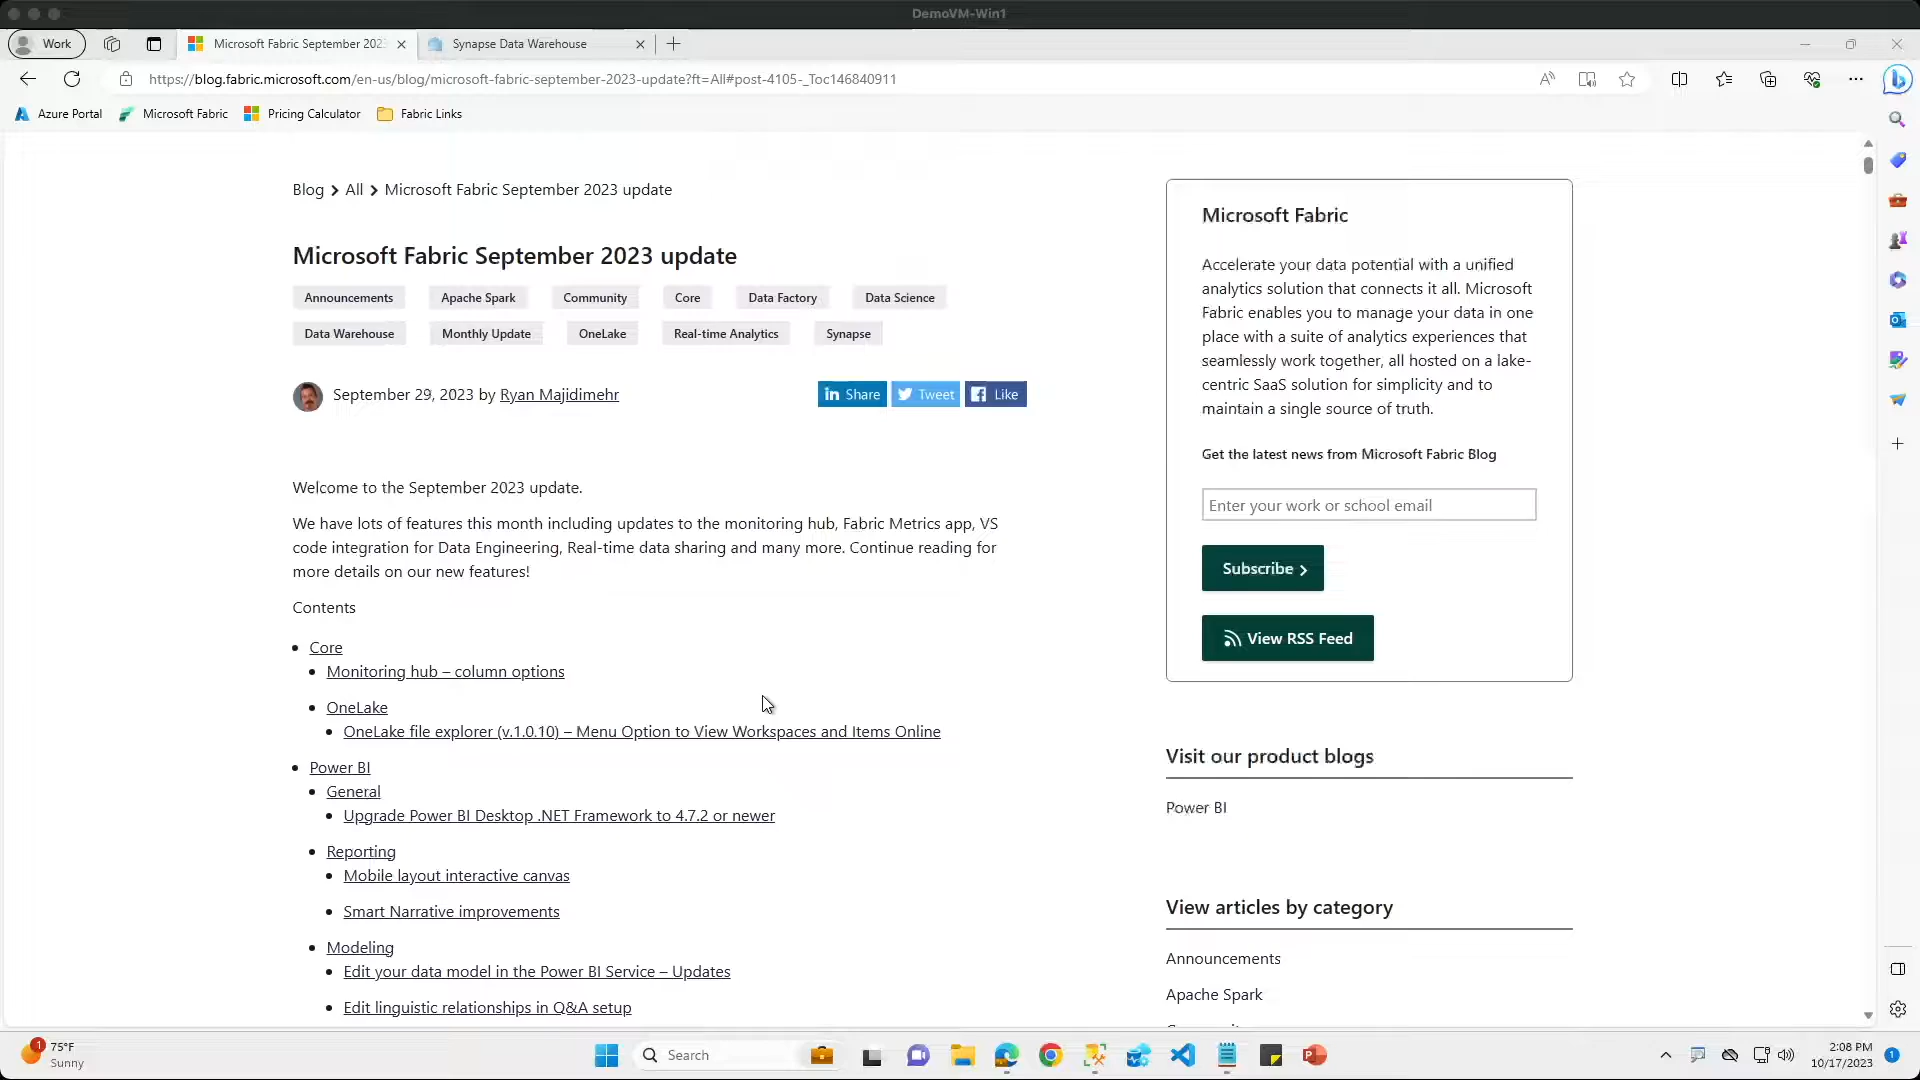 DemoVM-Win1
Work
Microsoft Fabric September 202
Synapse Data Warehouse
https://blog.fabric.microsoft.com/en-us/blog/microsoft-fabric-september-2023-update?ft=All#post-4105-_Toc146840911
Azure Portal
Microsoft Fabric
Pricing Calculator
Fabric Links
Blog > All > Microsoft Fabric September 2023 update
Microsoft Fabric September 2023 update
Announcements Apache Spark Community Core Data Factory Data Science
Data Warehouse Monthly Update OneLake Real-time Analytics Synapse
September 29, 2023 by Ryan Majidimehr
Share Tweet Like
Welcome to the September 2023 update.
We have lots of features this month including updates to the monitoring hub, Fabric Metrics app, VS
code integration for Data Engineering, Real-time data sharing and many more. Continue reading for
more details on our new features!
Contents
Core
Monitoring hub – column options
OneLake
OneLake file explorer (v.1.0.10) – Menu Option to View Workspaces and Items Online
Power BI
General
Upgrade Power BI Desktop .NET Framework to 4.7.2 or newer
Reporting
Mobile layout interactive canvas
Smart Narrative improvements
Modeling
Edit your data model in the Power BI Service – Updates
Edit linguistic relationships in Q&A setup
Microsoft Fabric
Accelerate your data potential with a unified
analytics solution that connects it all. Microsoft
Fabric enables you to manage your data in one
place with a suite of analytics experiences that
seamlessly work together, all hosted on a lake-
centric SaaS solution for simplicity and to
maintain a single source of truth.
Get the latest news from Microsoft Fabric Blog
Enter your work or school email
Subscribe >
View RSS Feed
Visit our product blogs
Power BI
View articles by category
Announcements
Apache Spark
1
75°F
Sunny
Search
2:08 PM
10/17/2023
1